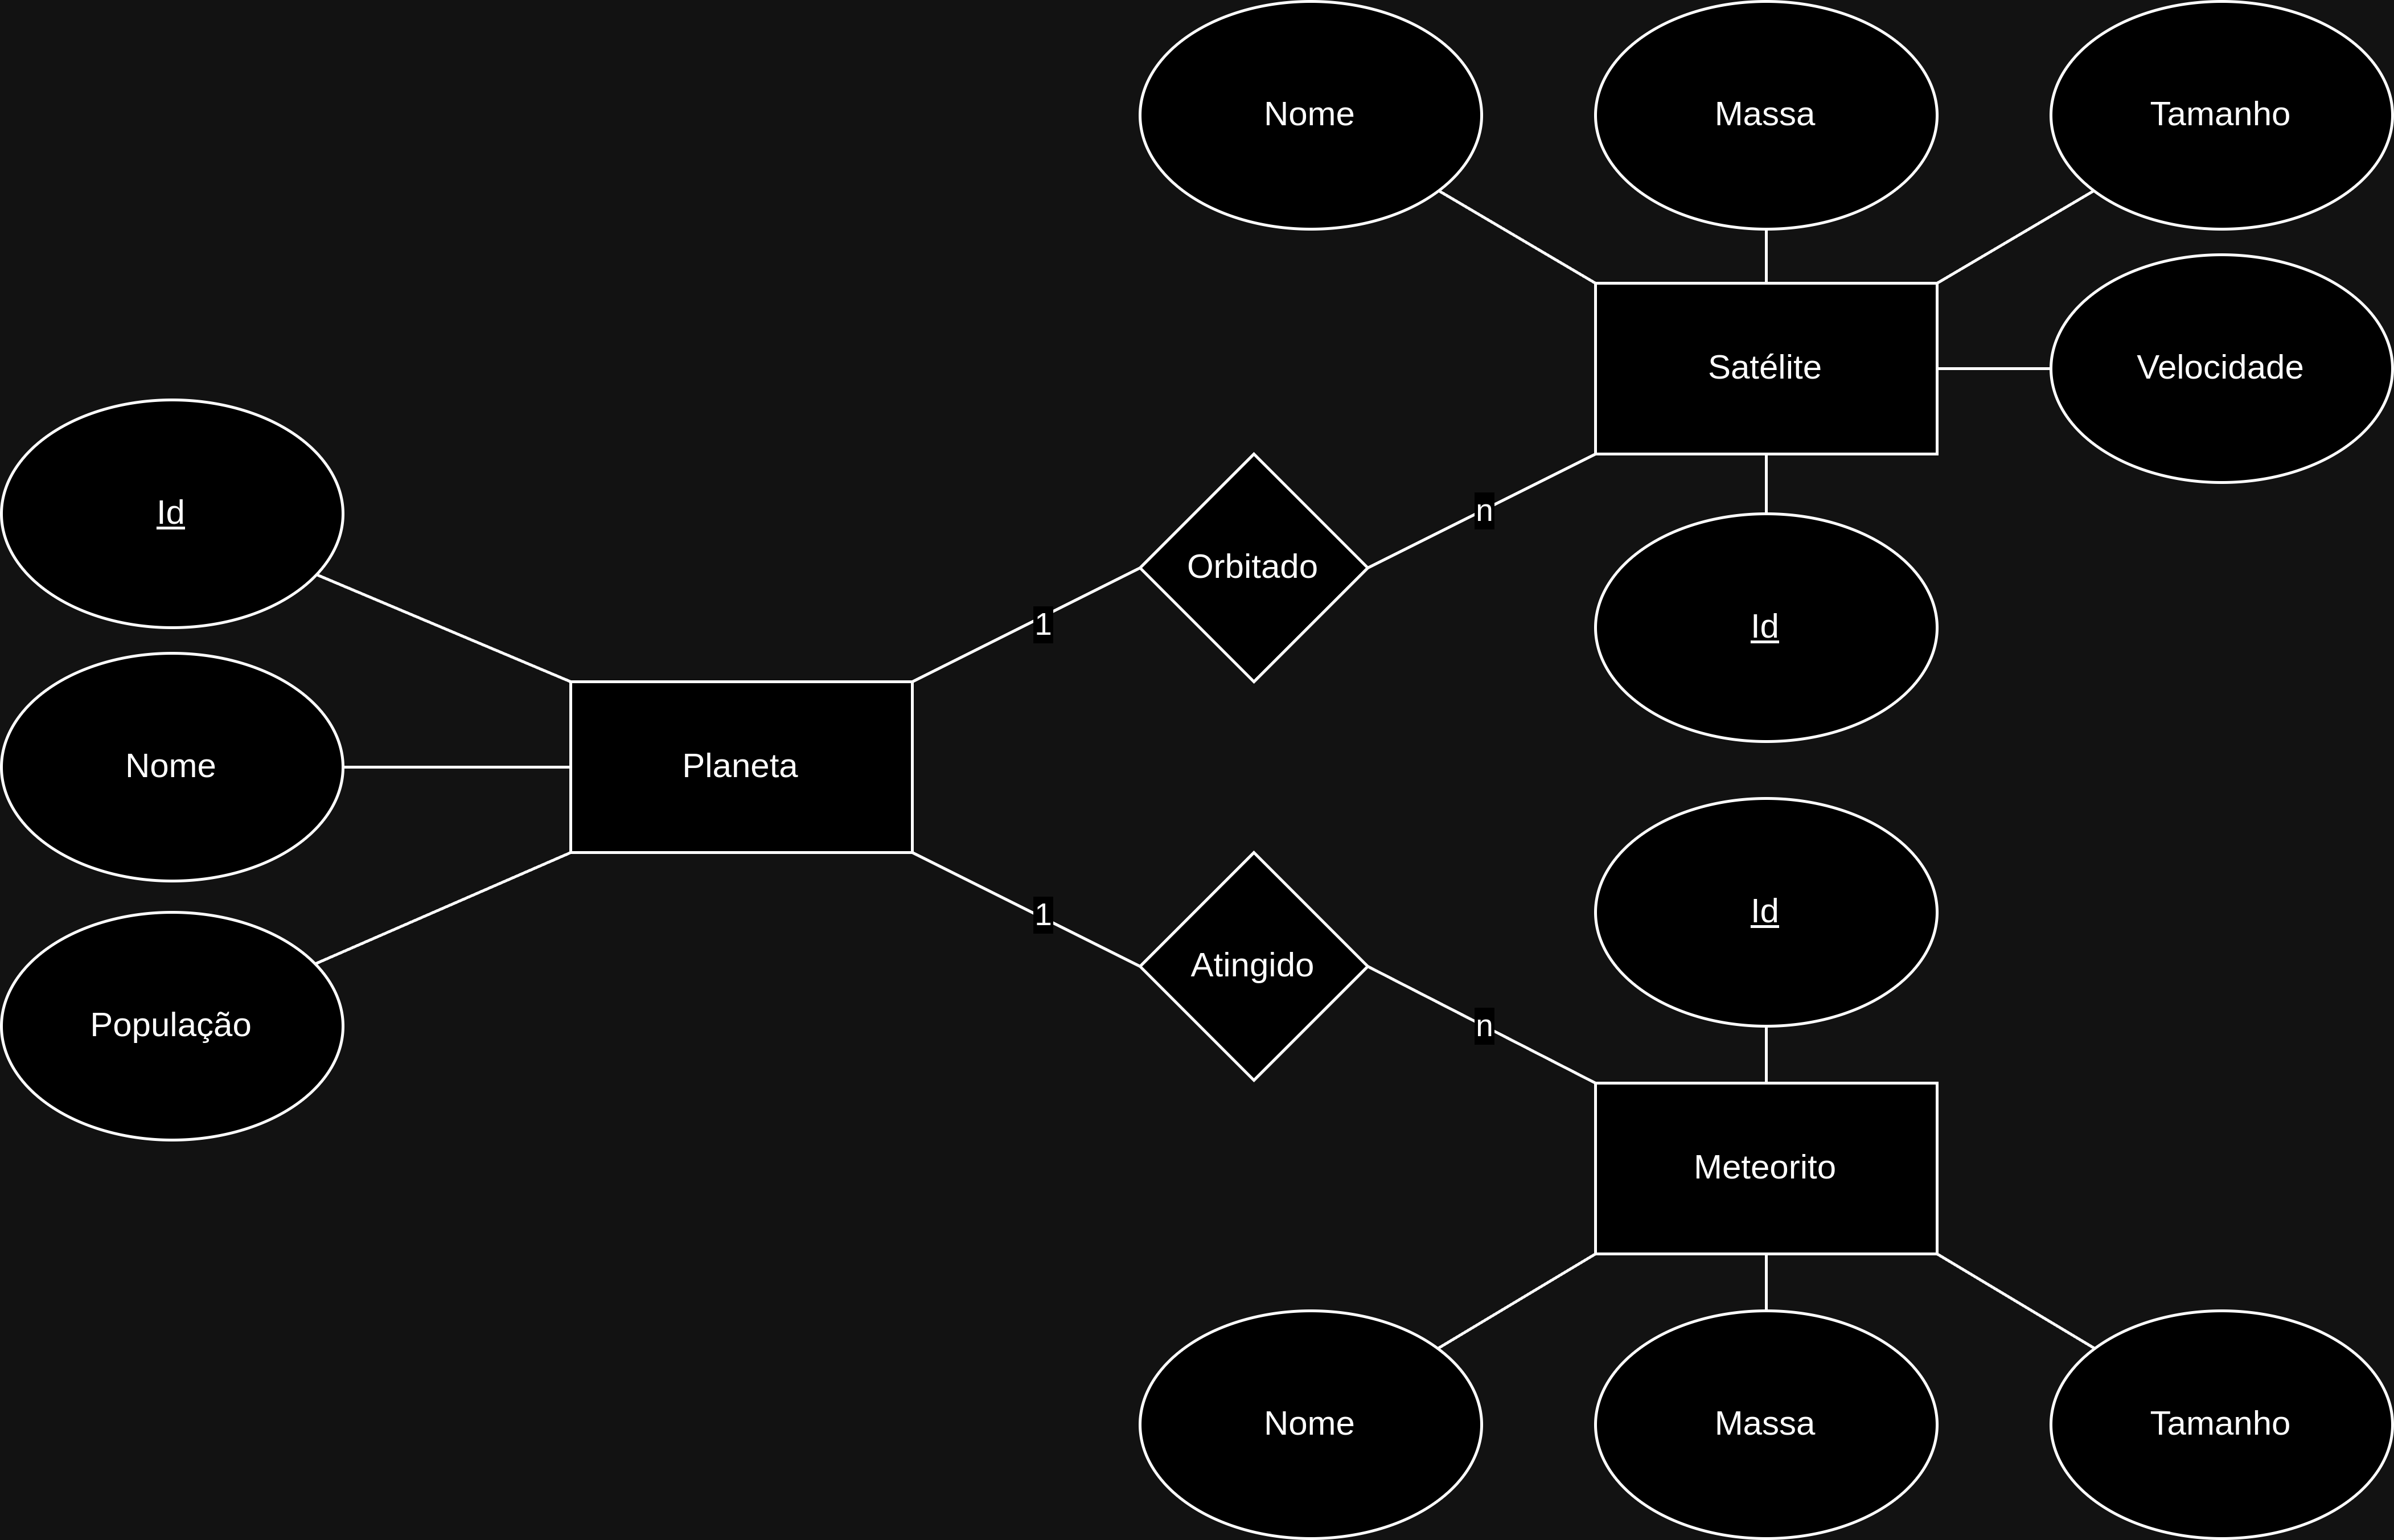 Nome
Massa
Tamanho
Satélite
Velocidade
Id
n
Orbitado
1
Id
Nome
Planeta
População
1
Atingido
n
Id
Meteorito
Nome
Massa
Tamanho